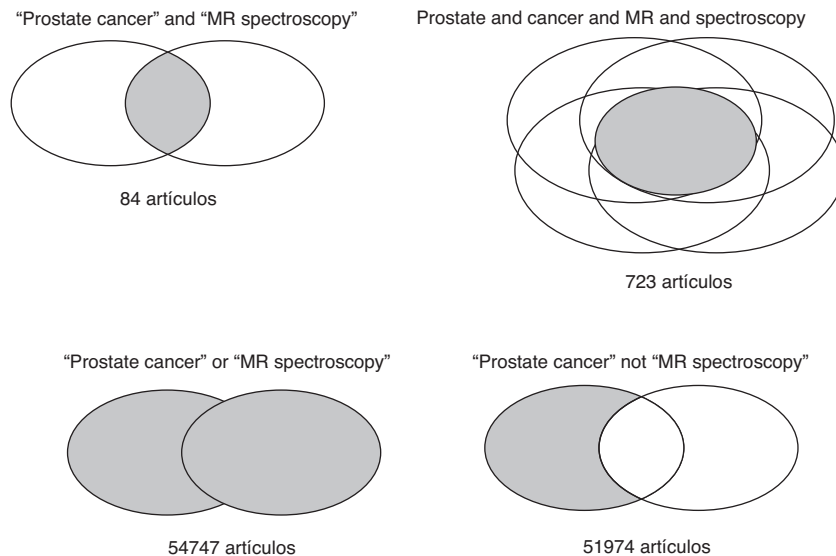 “Prostate cancer” and “MR spectroscopy”
84 artículos
Prostate and cancer and MR and spectroscopy
723 artículos
“Prostate cancer” or “MR spectroscopy”
54747 artículos
“Prostate cancer” not “MR spectroscopy”
51974 artículos